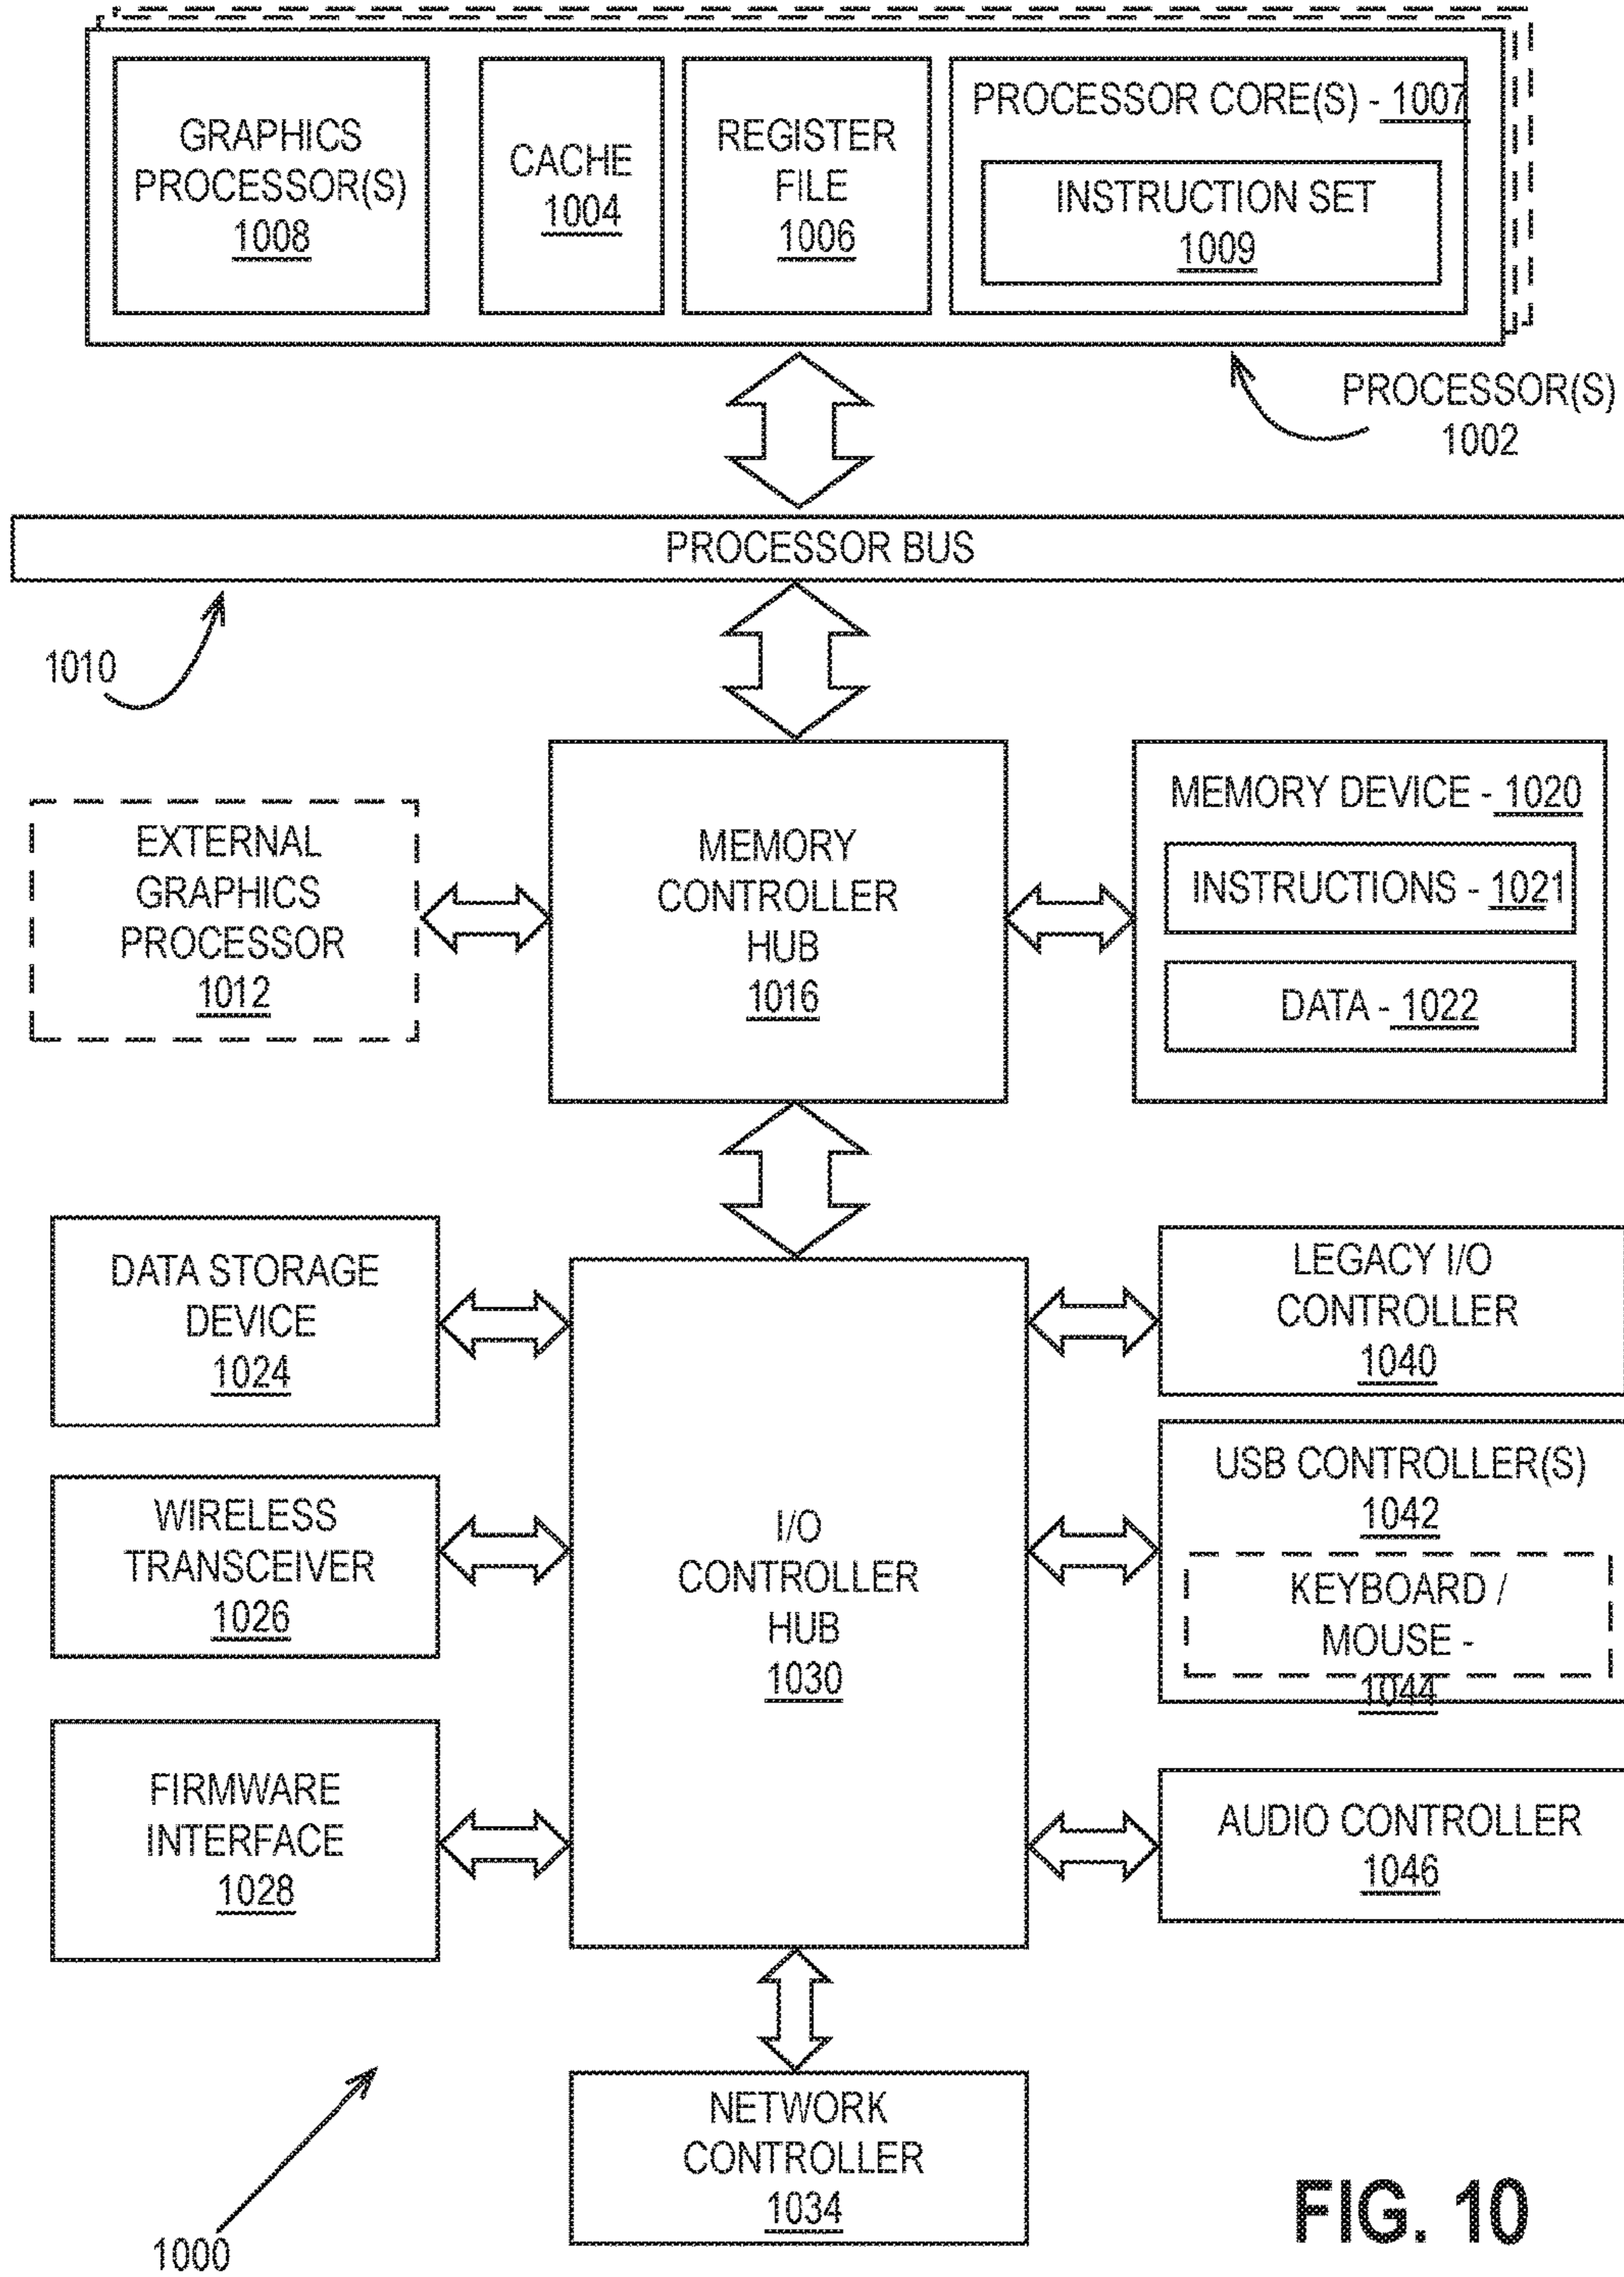 GRAPHICS
PROCESSOR(S)
1008
CACHE
1004
REGISTER
FILE
1006
PROCESSOR CORE(S) - 1007
INSTRUCTION SET
1009
PROCESSOR(S)
1002
PROCESSOR BUS
1010
EXTERNAL
GRAPHICS
PROCESSOR
1012
MEMORY
CONTROLLER
HUB
1016
MEMORY DEVICE - 1020
INSTRUCTIONS - 1021
DATA - 1022
DATA STORAGE
DEVICE
1024
WIRELESS
TRANSCEIVER
1026
FIRMWARE
INTERFACE
1028
I/O
CONTROLLER
HUB
1030
LEGACY I/O
CONTROLLER
1040
USB CONTROLLER(S)
1042
KEYBOARD /
MOUSE -
1044
AUDIO CONTROLLER
1046
NETWORK
CONTROLLER
1034
1000
FIG. 10